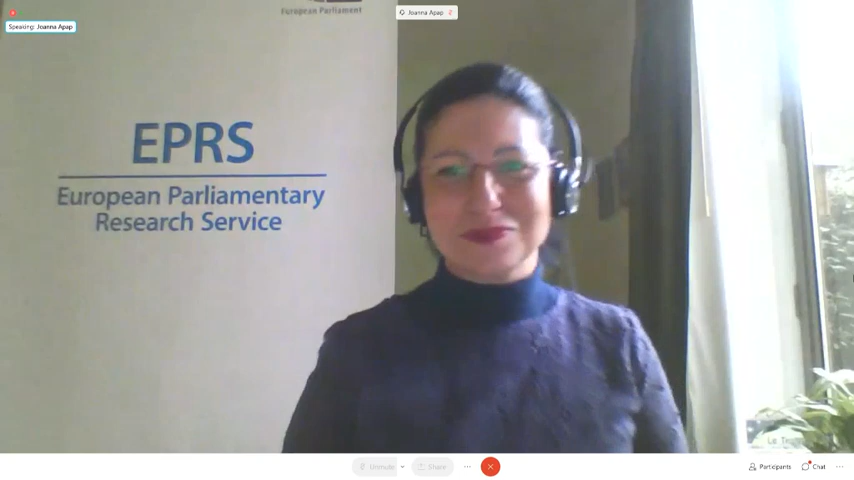 European Parliament
Joanna Apap
Speaking: Joanna Apap
EPRS
European Parliamentary
Research Service
Unmute
Share
Participants
Chat